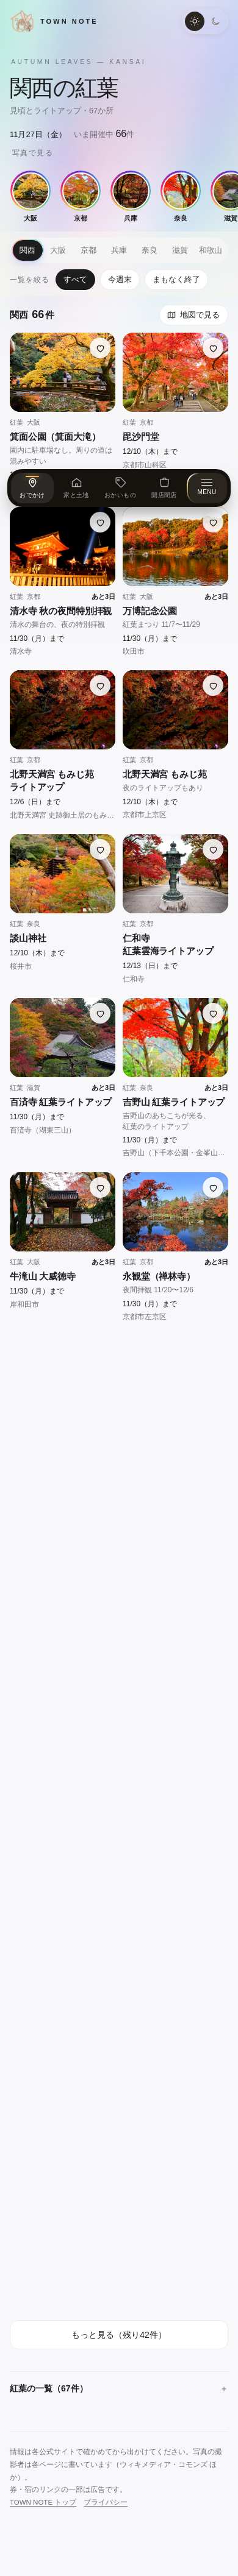 TOWN NOTE
AUTUMN LEAVES — KANSAI
関西の紅葉
見頃とライトアップ・67か所
11月27日（金） いま開催中 66件
写真で見る
大阪 京都 兵庫 奈良 滋賀
関西 大阪 京都 兵庫 奈良 滋賀 和歌山
一覧を絞る すべて 今週末 まもなく終了
関西 66件 地図で見る
紅葉 大阪
箕面公園（箕面大滝）
園内に駐車場なし。周りの道は
混みやすい
紅葉 京都
毘沙門堂
12/10（木）まで
京都市山科区
おでかけ 家と土地 おかいもの 開店閉店 MENU
紅葉 京都 あと3日
清水寺 秋の夜間特別拝観
清水の舞台の、夜の特別拝観
11/30（月）まで
清水寺
紅葉 大阪 あと3日
万博記念公園
紅葉まつり 11/7〜11/29
11/30（月）まで
吹田市
紅葉 京都
北野天満宮 もみじ苑
ライトアップ
12/6（日）まで
北野天満宮 史跡御土居のもみ…
紅葉 京都
北野天満宮 もみじ苑
夜のライトアップもあり
12/10（木）まで
京都市上京区
紅葉 奈良
談山神社
12/10（木）まで
桜井市
紅葉 京都
仁和寺
紅葉雲海ライトアップ
12/13（日）まで
仁和寺
紅葉 滋賀 あと3日
百済寺 紅葉ライトアップ
11/30（月）まで
百済寺（湖東三山）
紅葉 奈良 あと3日
吉野山 紅葉ライトアップ
吉野山のあちこちが光る、
紅葉のライトアップ
11/30（月）まで
吉野山（下千本公園・金峯山…
紅葉 大阪 あと3日
牛滝山 大威徳寺
11/30（月）まで
岸和田市
紅葉 京都 あと3日
永観堂（禅林寺）
夜間拝観 11/20〜12/6
11/30（月）まで
京都市左京区
もっと見る（残り42件）
紅葉の一覧（67件） +
情報は各公式サイトで確かめてから出かけてください。写真の撮
影者は各ページに書いています（ウィキメディア・コモンズ ほ
か）。
券・宿のリンクの一部は広告です。
TOWN NOTE トップ プライバシー